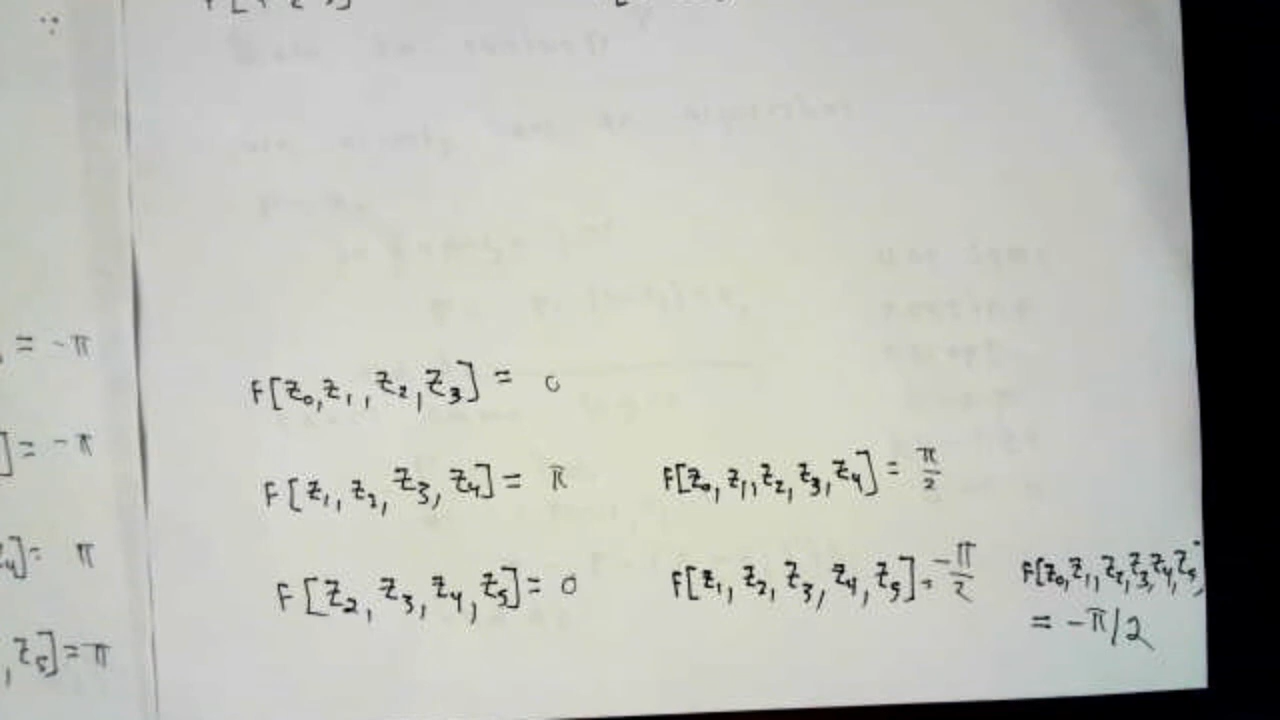 = -π
F[z₀,z₁,z₂,z₃] = 0
]= -π
F[z₁,z₂,z₃,z₄]= π F[z₀,z₁,z₂,z₃,z₄]= π/2
z₄]= π
F[z₂,z₃,z₄,z₅]= 0 F[z₁,z₂,z₃,z₄,z₅]= -π/2 F[z₀,z₁,z₂,z₃,z₄,z₅]
= -π/2
,z₅]=π